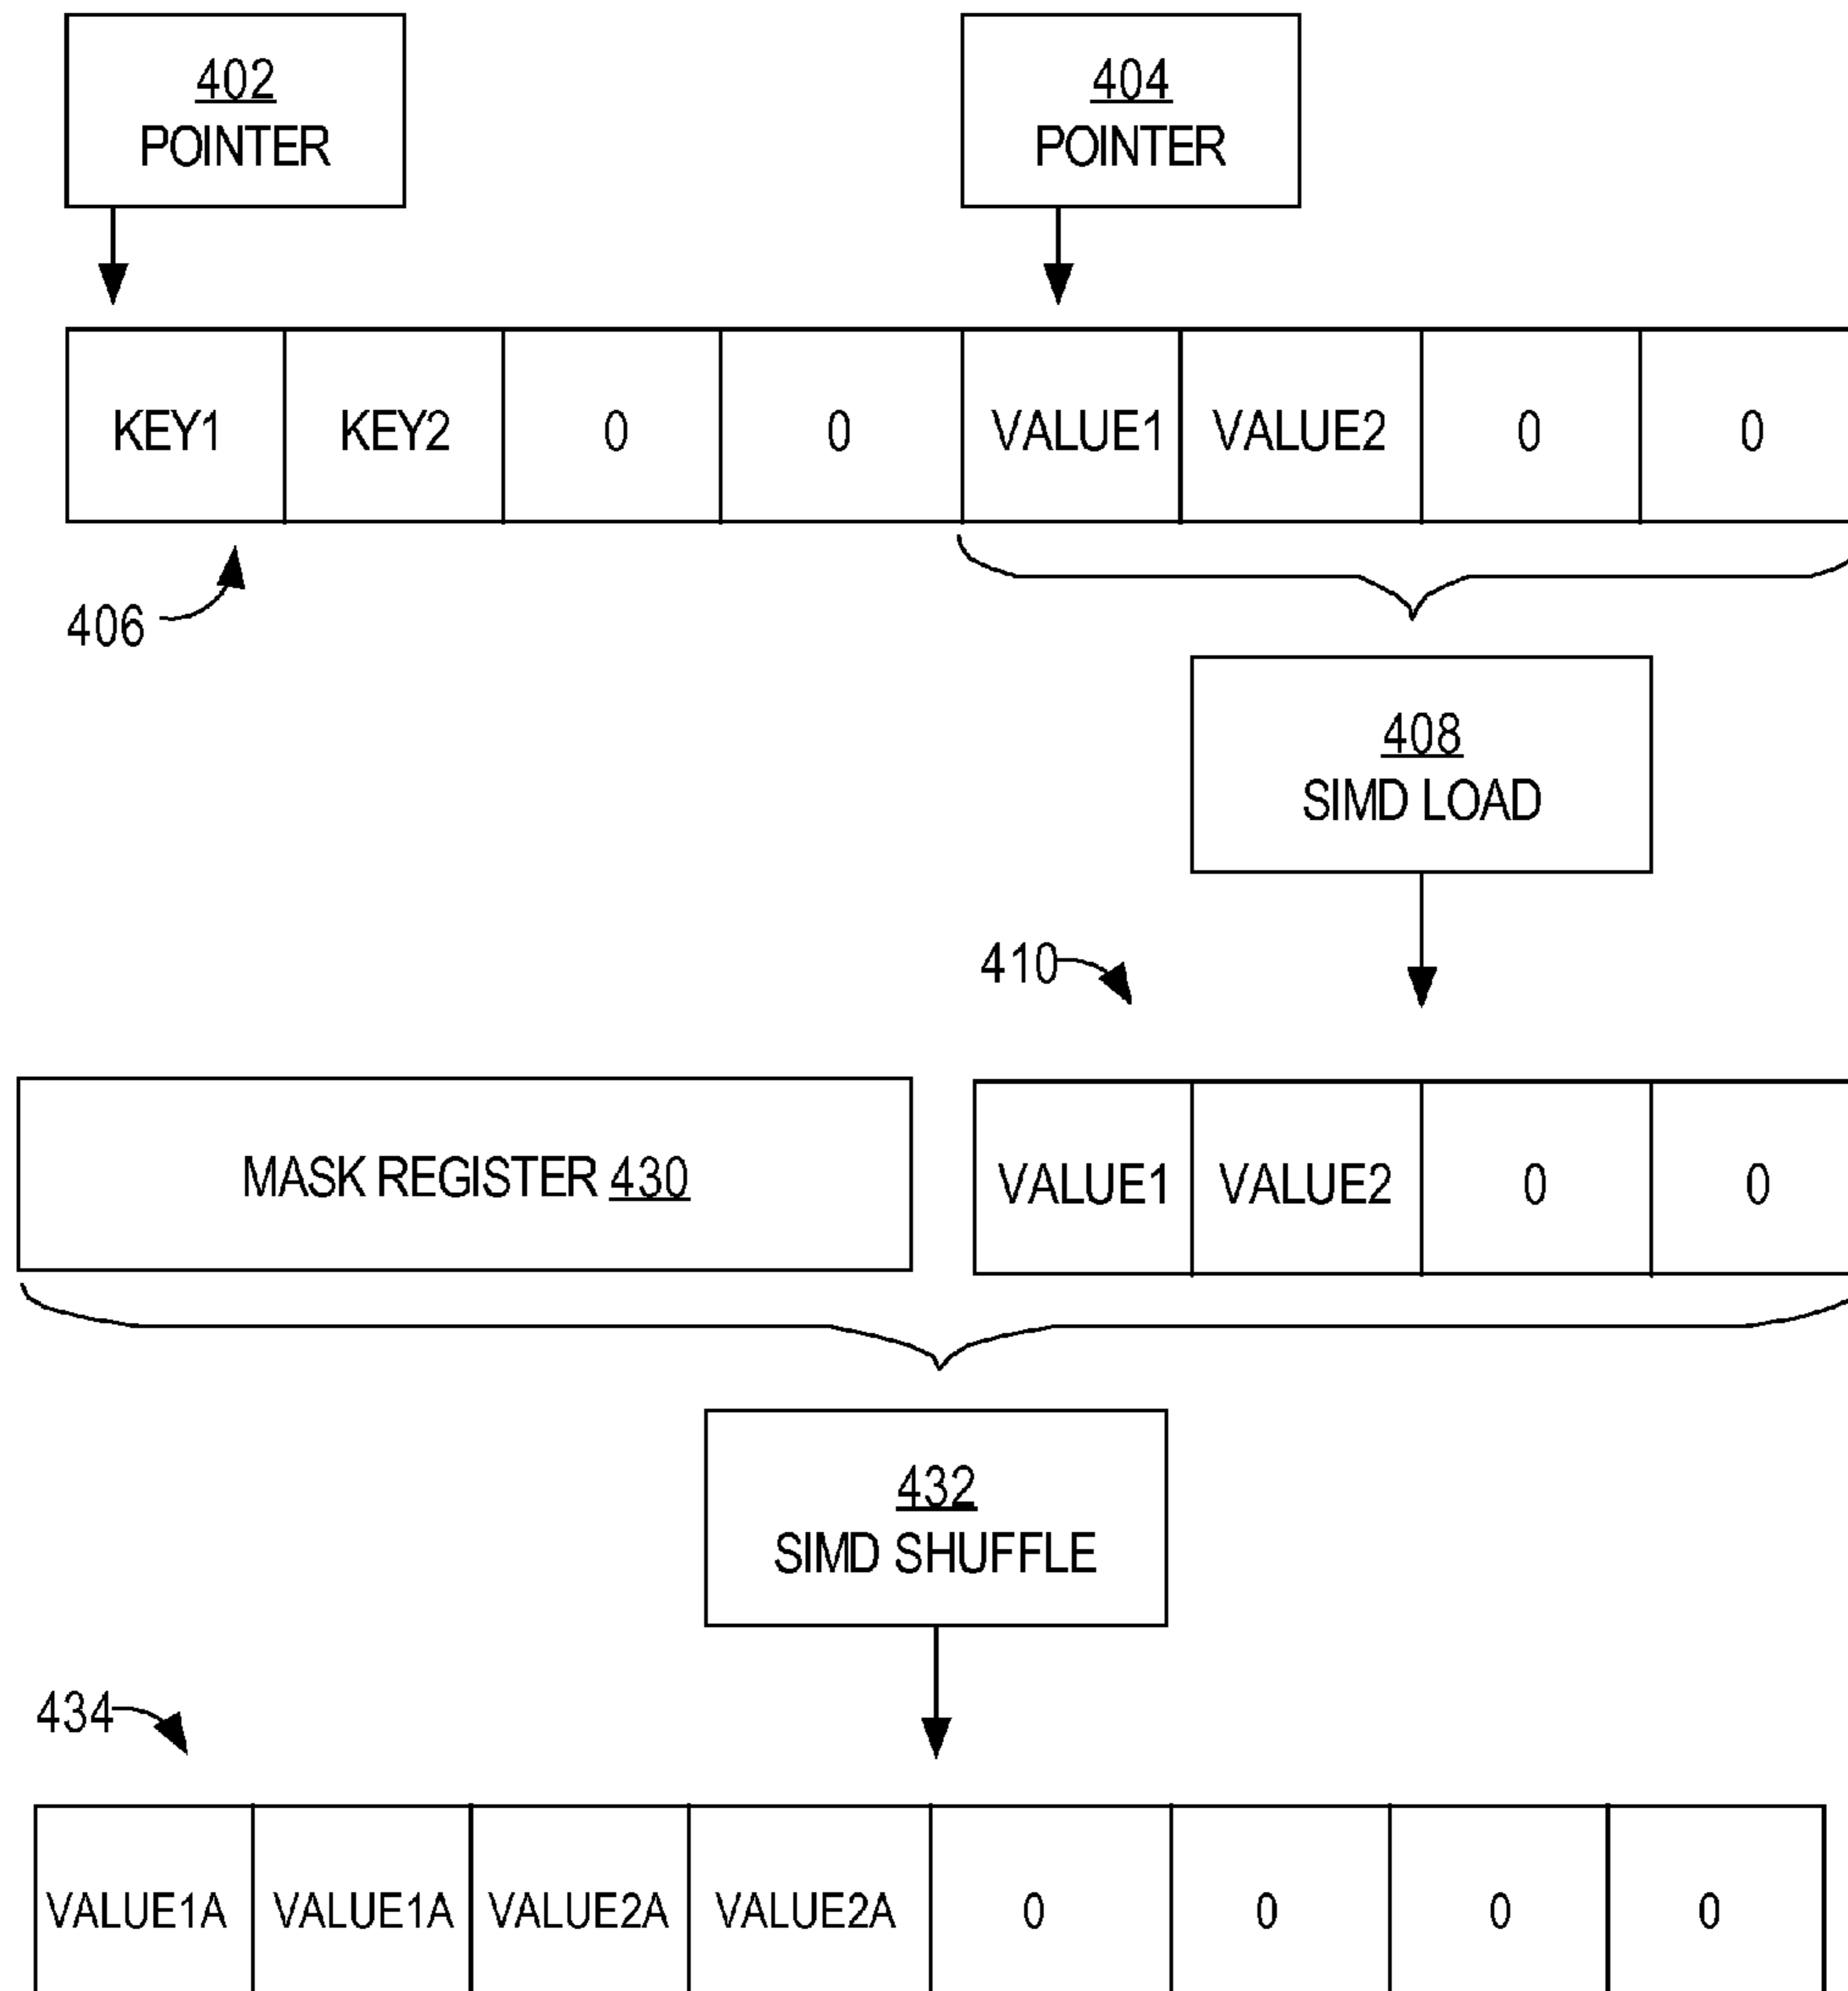 402
POINTER
404
POINTER
KEY1 KEY2 0 0 VALUE1 VALUE2 0 0
406
408
SIMD LOAD
410
MASK REGISTER 430
VALUE1 VALUE2 0 0
432
SIMD SHUFFLE
434
VALUE1A VALUE1A VALUE2A VALUE2A 0 0 0 0